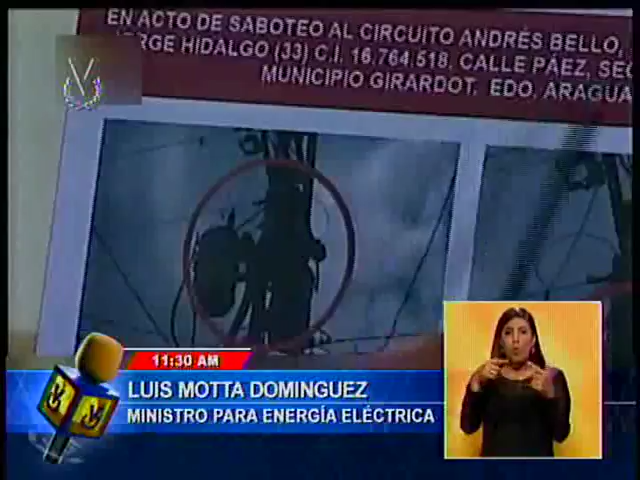 EN ACTO DE SABOTEO AL CIRCUITO ANDRÉS BELLO,
JORGE HIDALGO (33) C.I. 16,764,518, CALLE PÁEZ,
MUNICIPIO GIRARDOT. EDO, ARAGUA
V
11:30 AM
LUIS MOTTA DOMINGUEZ
MINISTRO PARA ENERGÍA ELÉCTRICA